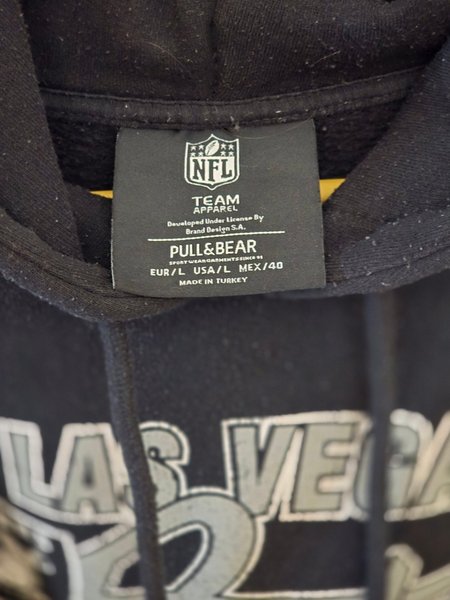 NFL
TEAM
APPAREL
Developed Under License By
Brand Design S.A.
PULL&BEAR
SPORTWEARGARMENTSSINCE91
EUR/L USA/L MEX/40
MADE IN TURKEY
LAS VEGA